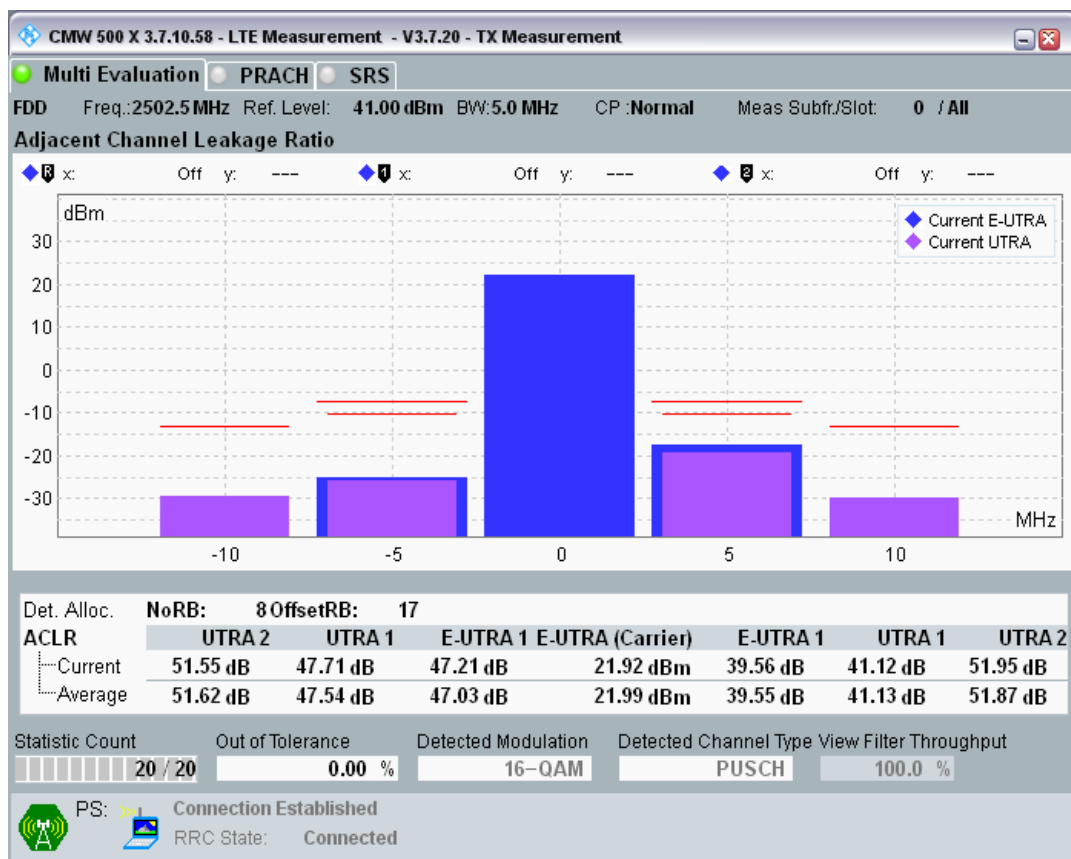 CMW 500 X 3.7.10.58 - LTE Measurement - V3.7.20 - TX Measurement
Multi Evaluation PRACH SRS
FDD Freq.:2502.5 MHz Ref. Level: 41.00 dBm BW:5.0 MHz CP :Normal Meas Subfr./Slot: 0 / All
Adjacent Channel Leakage Ratio
R x: Off y: --- 1 x: Off y: --- 2 x: Off y: ---
dBm
Current E-UTRA
Current UTRA
30
20
10
0
-10
-20
-30
MHz
-10 -5 0 5 10
Det. Alloc. NoRB: 8 OffsetRB: 17
ACLR UTRA 2 UTRA 1 E-UTRA 1 E-UTRA (Carrier) E-UTRA 1 UTRA 1 UTRA 2
Current 51.55 dB 47.71 dB 47.21 dB 21.92 dBm 39.56 dB 41.12 dB 51.95 dB
Average 51.62 dB 47.54 dB 47.03 dB 21.99 dBm 39.55 dB 41.13 dB 51.87 dB
Statistic Count Out of Tolerance Detected Modulation Detected Channel Type View Filter Throughput
20 / 20 0.00 % 16-QAM PUSCH 100.0 %
PS: Connection Established
RRC State: Connected